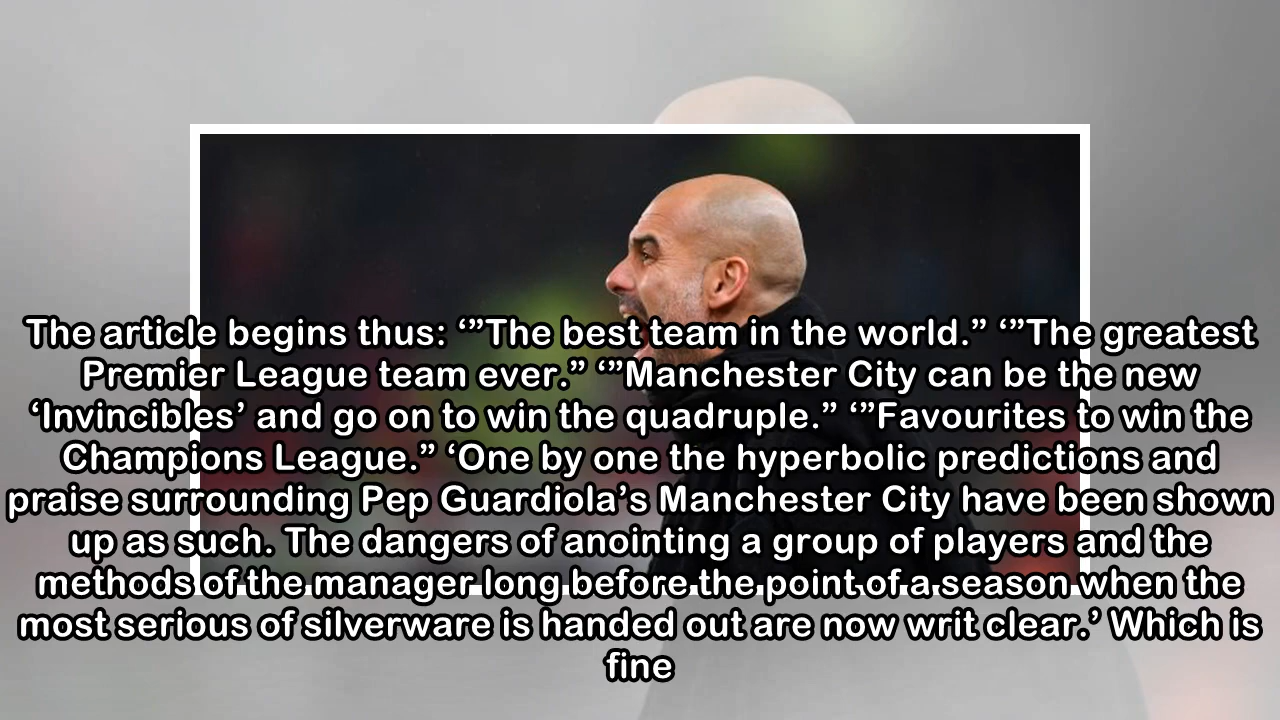 The article begins thus: ‘”The best team in the world.” ‘”The greatest
Premier League team ever.” ‘”Manchester City can be the new
‘Invincibles’ and go on to win the quadruple.” ‘”Favourites to win the
Champions League.” ‘One by one the hyperbolic predictions and
praise surrounding Pep Guardiola’s Manchester City have been shown
up as such. The dangers of anointing a group of players and the
methods of the manager long before the point of a season when the
most serious of silverware is handed out are now writ clear.’ Which is
fine